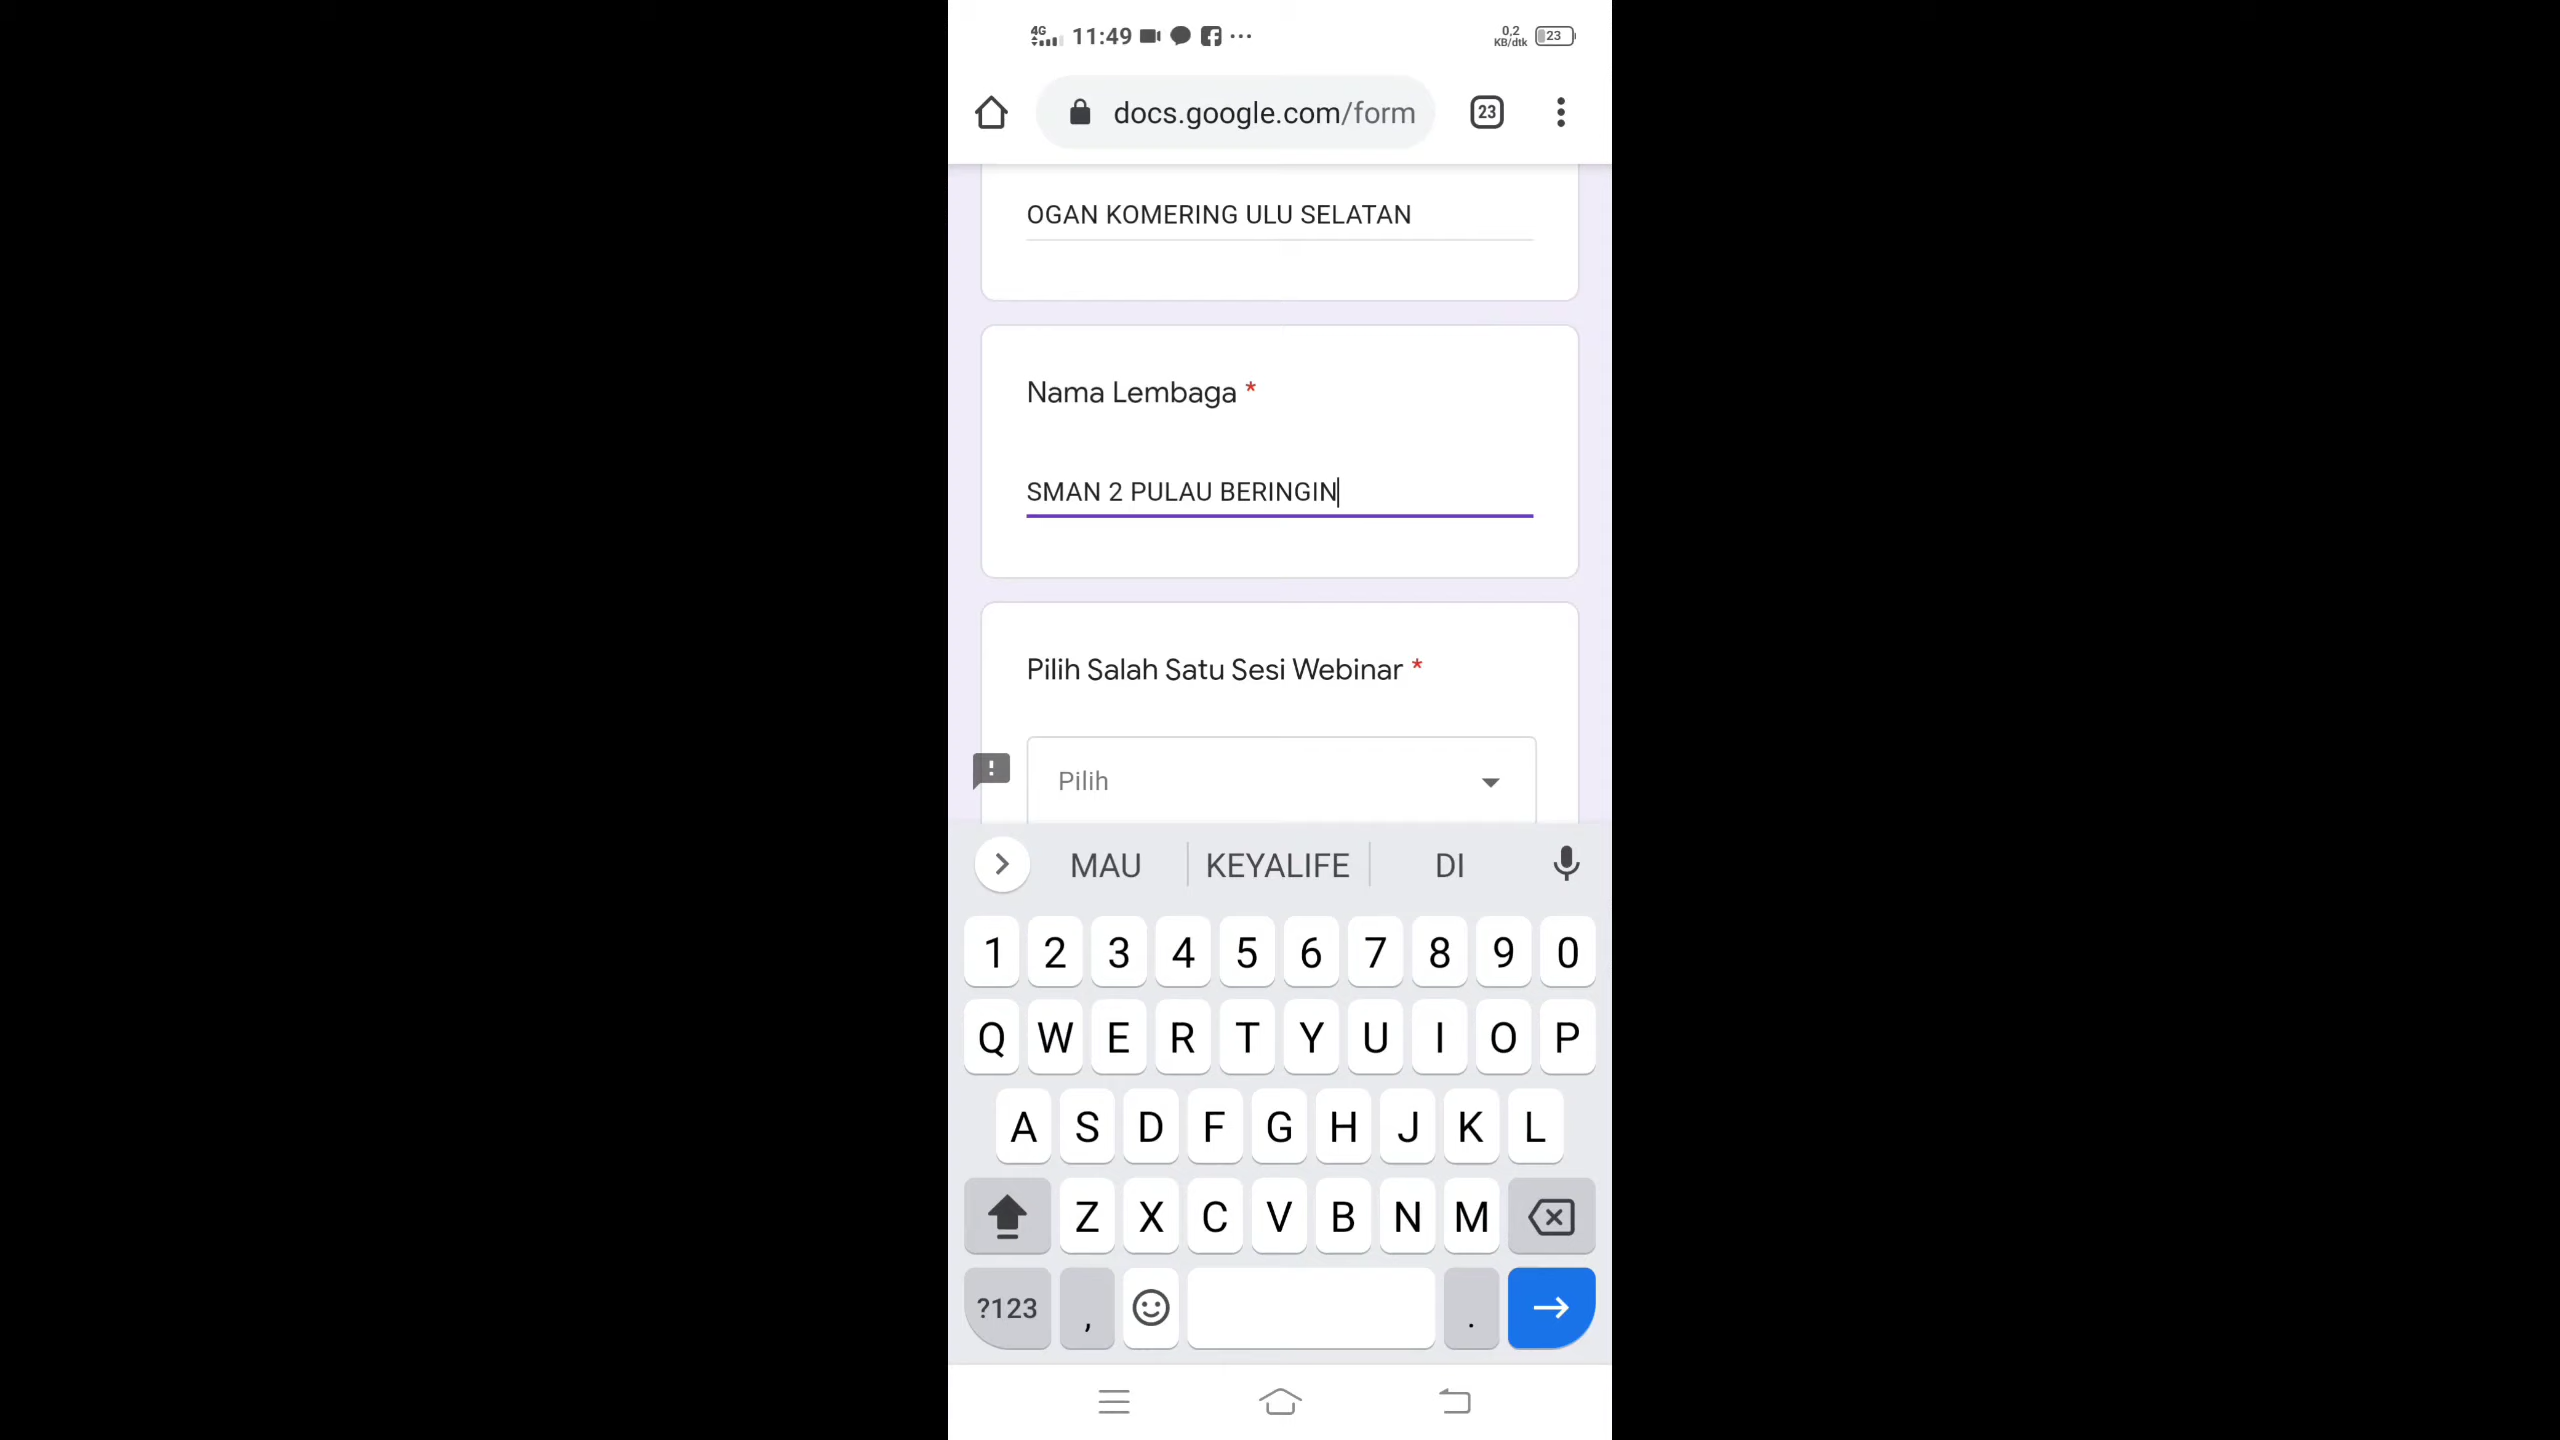 4G 11:49 0,2 KB/dtk 23
docs.google.com/form 23
OGAN KOMERING ULU SELATAN
Nama Lembaga *
SMAN 2 PULAU BERINGIN
Pilih Salah Satu Sesi Webinar *
Pilih
MAU KEYALIFE DI
1 2 3 4 5 6 7 8 9 0
Q W E R T Y U I O P
A S D F G H J K L
Z X C V B N M
?123 , .